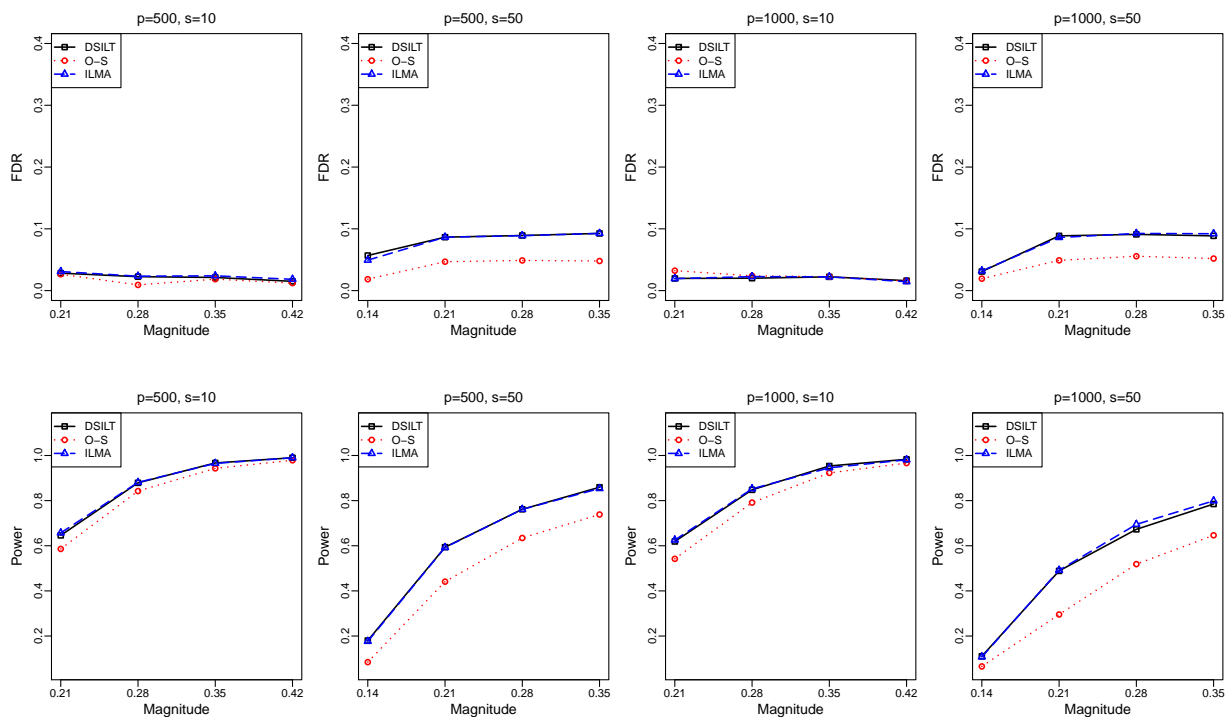 p=500, s=10
FDR
0.0 0.1 0.2 0.3 0.4
DSILT
O−S
ILMA
0.21 0.28 0.35 0.42
Magnitude
p=500, s=50
FDR
0.0 0.1 0.2 0.3 0.4
DSILT
O−S
ILMA
0.14 0.21 0.28 0.35
Magnitude
p=1000, s=10
FDR
0.0 0.1 0.2 0.3 0.4
DSILT
O−S
ILMA
0.21 0.28 0.35 0.42
Magnitude
p=1000, s=50
FDR
0.0 0.1 0.2 0.3 0.4
DSILT
O−S
ILMA
0.14 0.21 0.28 0.35
Magnitude
p=500, s=10
Power
0.2 0.4 0.6 0.8 1.0
DSILT
O−S
ILMA
0.21 0.28 0.35 0.42
Magnitude
p=500, s=50
Power
0.2 0.4 0.6 0.8 1.0
DSILT
O−S
ILMA
0.14 0.21 0.28 0.35
Magnitude
p=1000, s=10
Power
0.2 0.4 0.6 0.8 1.0
DSILT
O−S
ILMA
0.21 0.28 0.35 0.42
Magnitude
p=1000, s=50
Power
0.2 0.4 0.6 0.8 1.0
DSILT
O−S
ILMA
0.14 0.21 0.28 0.35
Magnitude